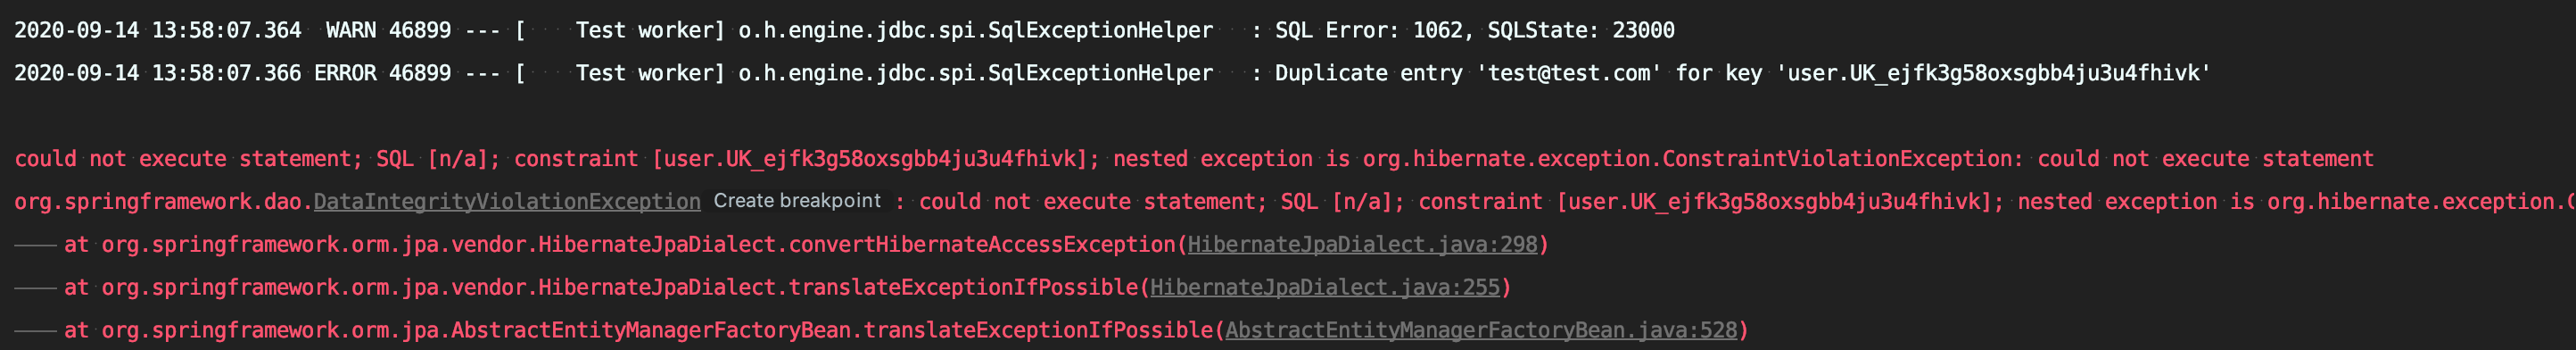 2020-09-14 13:58:07.364  WARN 46899 --- [    Test worker] o.h.engine.jdbc.spi.SqlExceptionHelper   : SQL Error: 1062, SQLState: 23000
2020-09-14 13:58:07.366 ERROR 46899 --- [    Test worker] o.h.engine.jdbc.spi.SqlExceptionHelper   : Duplicate entry 'test@test.com' for key 'user.UK_ejfk3g58oxsgbb4ju3u4fhivk'
could not execute statement; SQL [n/a]; constraint [user.UK_ejfk3g58oxsgbb4ju3u4fhivk]; nested exception is org.hibernate.exception.ConstraintViolationException: could not execute statement
org.springframework.dao.DataIntegrityViolationException Create breakpoint : could not execute statement; SQL [n/a]; constraint [user.UK_ejfk3g58oxsgbb4ju3u4fhivk]; nested exception is org.hibernate.exception.
at org.springframework.orm.jpa.vendor.HibernateJpaDialect.convertHibernateAccessException(HibernateJpaDialect.java:298)
at org.springframework.orm.jpa.vendor.HibernateJpaDialect.translateExceptionIfPossible(HibernateJpaDialect.java:255)
at org.springframework.orm.jpa.AbstractEntityManagerFactoryBean.translateExceptionIfPossible(AbstractEntityManagerFactoryBean.java:528)